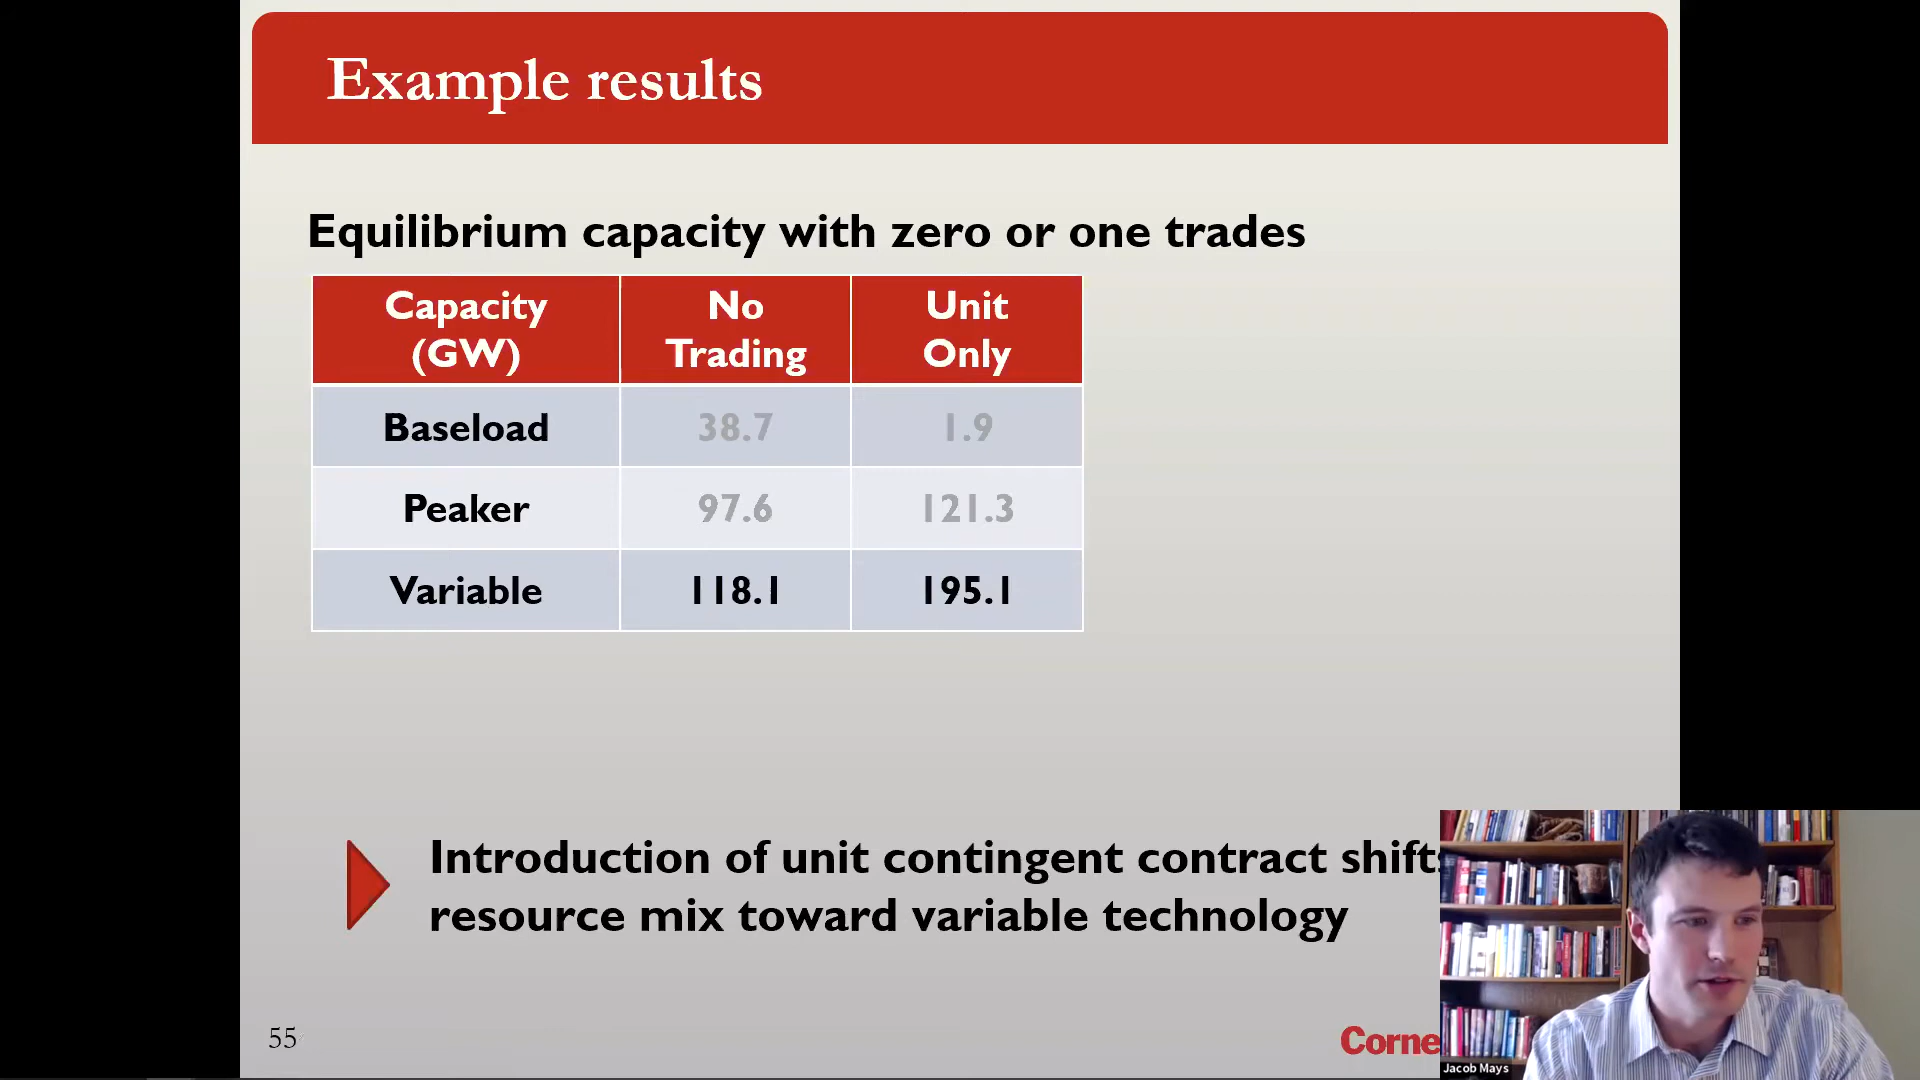 Example results
Equilibrium capacity with zero or one trades
Capacity (GW) No Trading Unit Only
Baseload 38.7 1.9
Peaker 97.6 121.3
Variable 118.1 195.1
Introduction of unit contingent contract shifts
resource mix toward variable technology
55
Corne
Jacob Mays